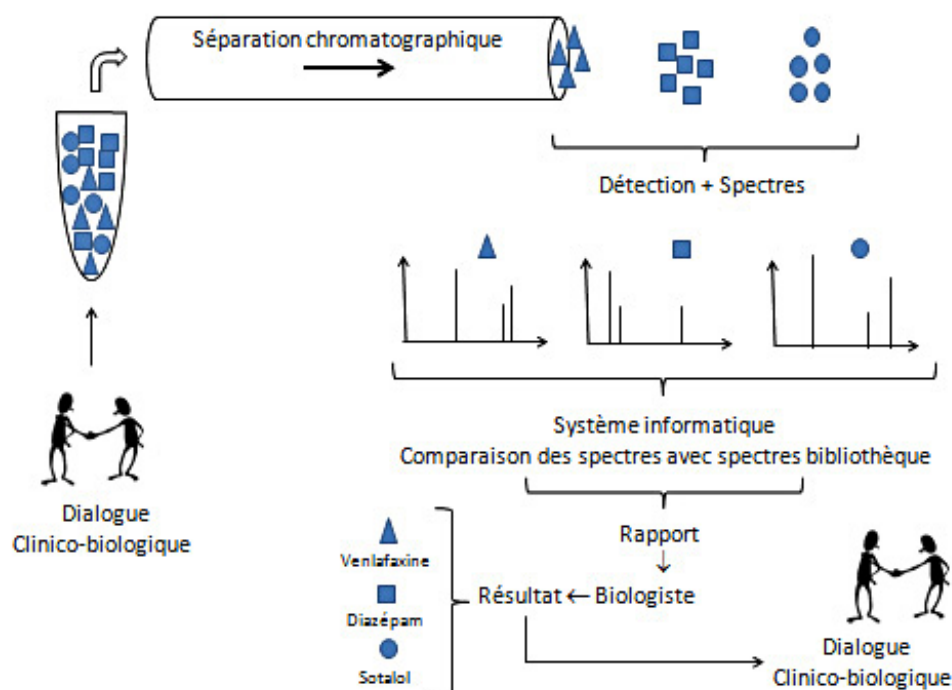 Séparation chromatographique
Détection + Spectres
Système informatique
Comparaison des spectres avec spectres bibliothèque
Dialogue
Clinico-biologique
Rapport
↓
Venlafaxine
Résultat ← Biologiste
Diazépam
Sotalol
Dialogue
Clinico-biologique